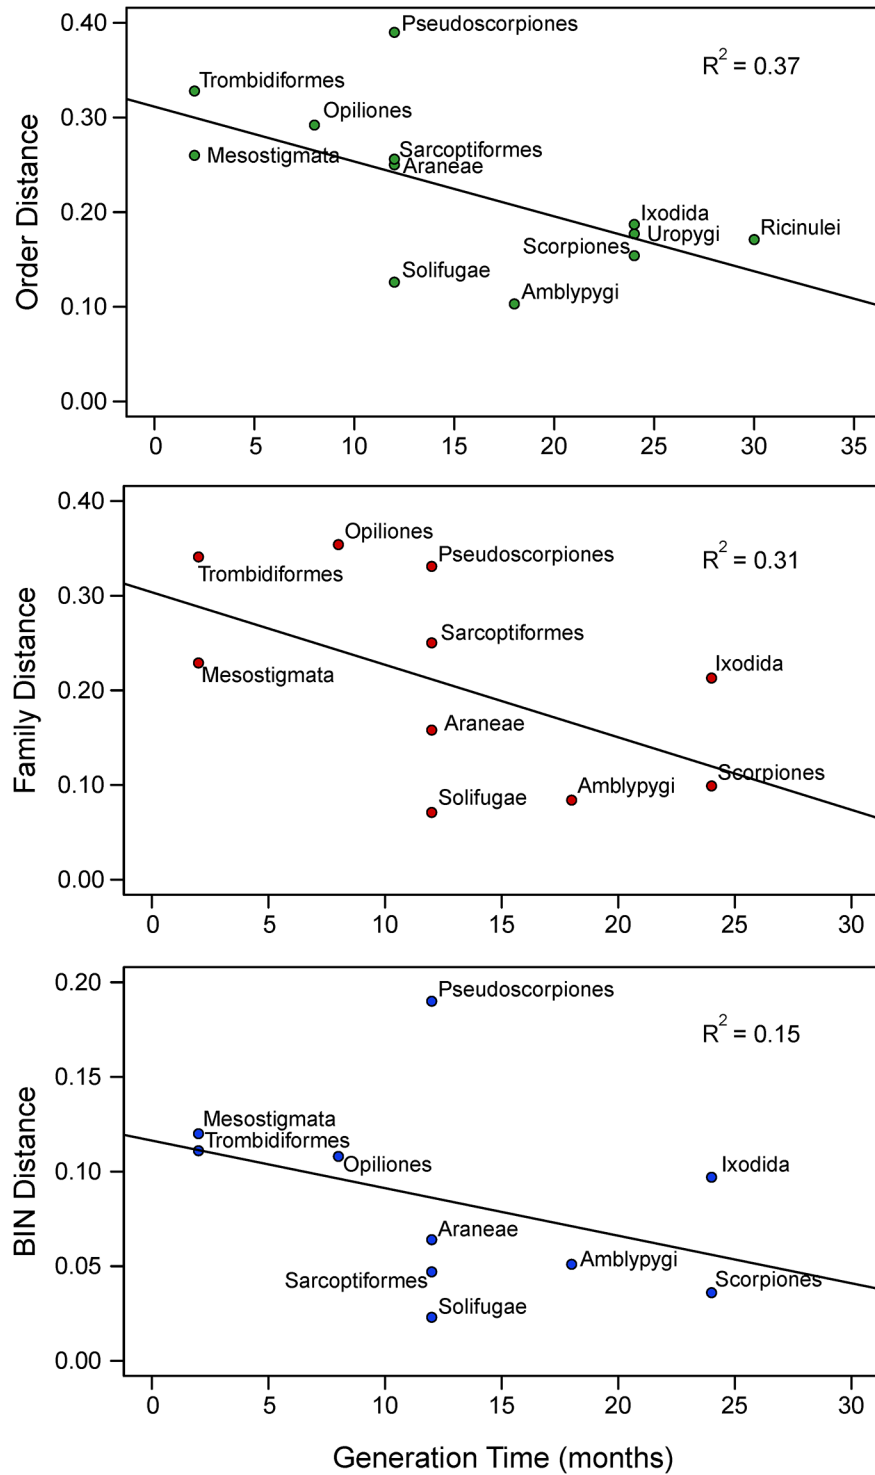 0.40
Pseudoscorpiones
R² = 0.37
Trombidiformes
Opiliones
0.30
Mesostigmata
Sarcoptiformes
Araneae
Order Distance
0.20
Ixodida
Uropygi
Ricinulei
Scorpiones
Solifugae
Amblypygi
0.10
0.00
0 5 10 15 20 25 30 35
0.40
Opiliones
Pseudoscorpiones
R² = 0.31
Trombidiformes
0.30
Sarcoptiformes
Ixodida
Mesostigmata
Family Distance
0.20
Araneae
Scorpiones
Amblypygi
Solifugae
0.10
0.00
0 5 10 15 20 25 30
0.20
Pseudoscorpiones
R² = 0.15
0.15
Mesostigmata
Trombidiformes
Opiliones
Ixodida
0.10
BIN Distance
Araneae
Amblypygi
Sarcoptiformes
Scorpiones
0.05
Solifugae
0.00
0 5 10 15 20 25 30
Generation Time (months)